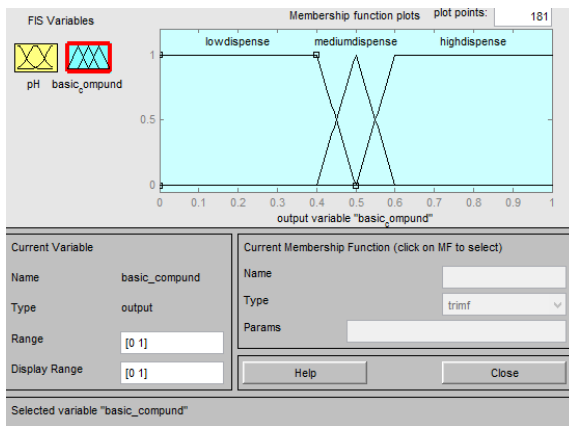 FIS Variables
Membership function plots
plot points:
181
pH
basic_compund
lowdispense
mediumdispense
highdispense
1
0.5
0
0 0.1 0.2 0.3 0.4 0.5 0.6 0.7 0.8 0.9 1
output variable "basic_compund"
Current Variable
Name basic_compund
Type output
Range [0 1]
Display Range [0 1]
Current Membership Function (click on MF to select)
Name
Type trimf
Params
Help
Close
Selected variable "basic_compund"